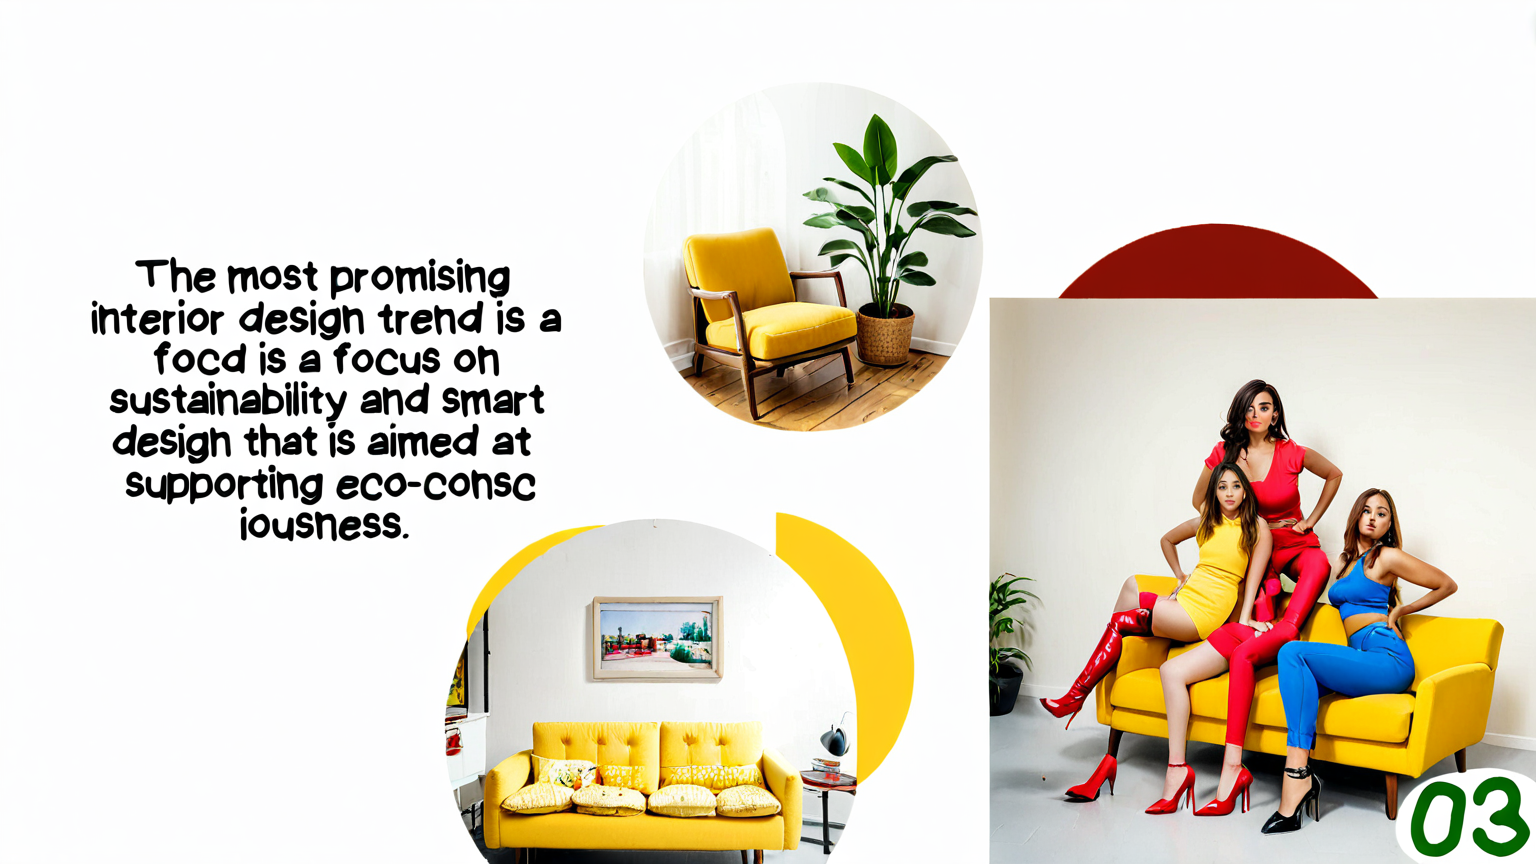 The most promising
interior design trend is a
focd is a focus on
sustainability and smart
design that is aimed at
supporting eco-consc
iousness.
03